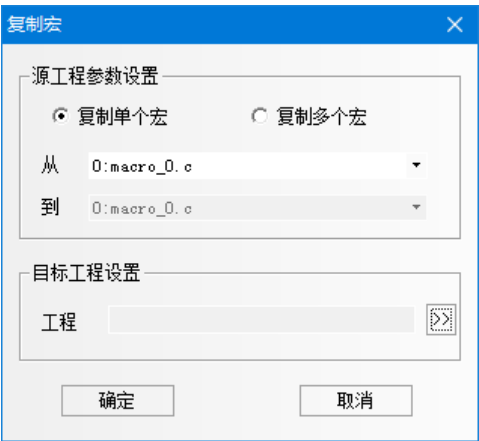 复制宏
源工程参数设置
复制单个宏 复制多个宏
从 0:macro_0.c
到 0:macro_0.c
目标工程设置
工程 >>
确定 取消